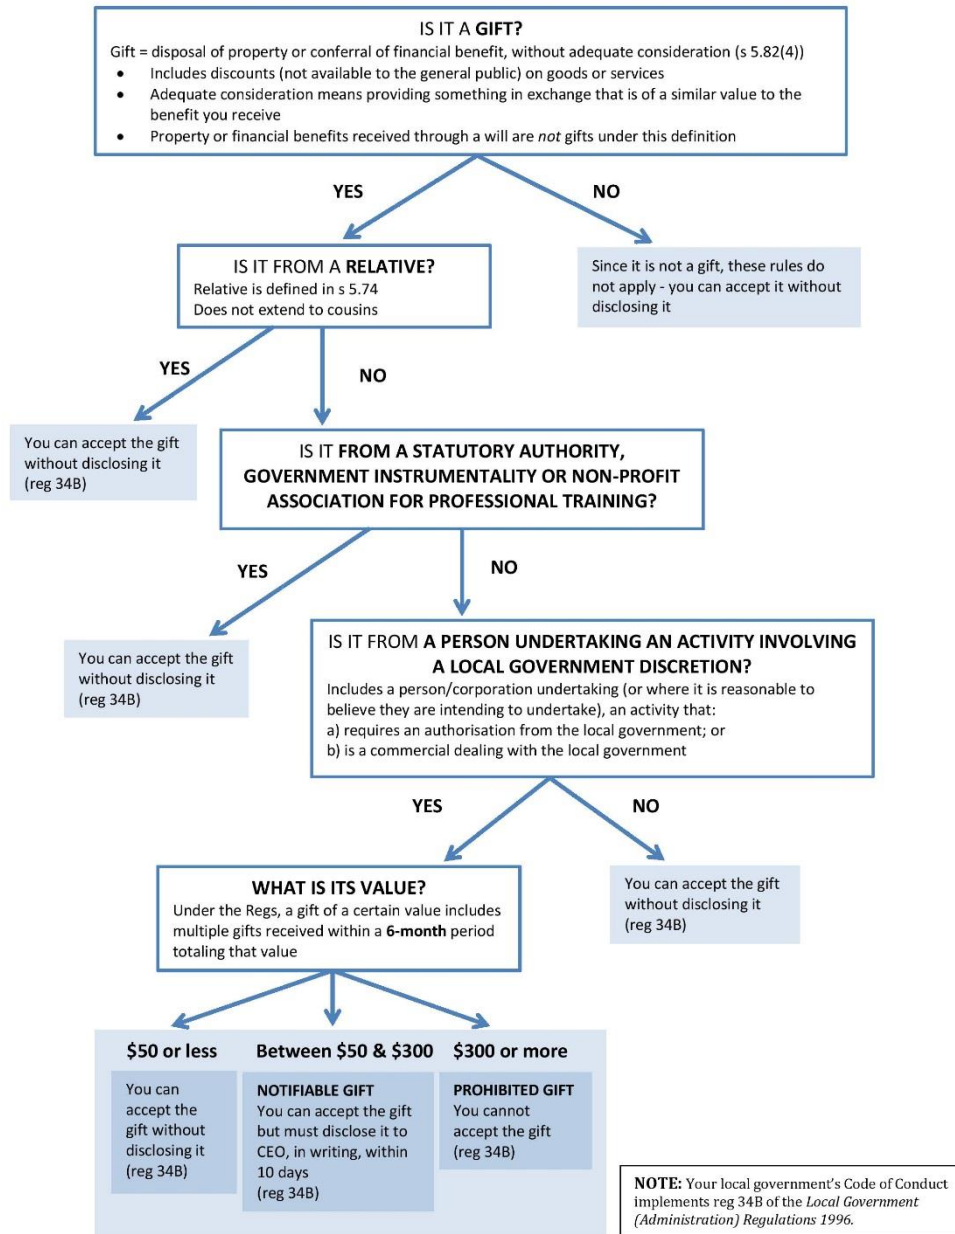 IS IT A GIFT?
Gift = disposal of property or conferral of financial benefit, without adequate consideration (s 5.82(4))
• Includes discounts (not available to the general public) on goods or services
• Adequate consideration means providing something in exchange that is of a similar value to the
benefit you receive
• Property or financial benefits received through a will are not gifts under this definition
YES
NO
IS IT FROM A RELATIVE?
Relative is defined in s 5.74
Does not extend to cousins
Since it is not a gift, these rules do
not apply - you can accept it without
disclosing it
YES
NO
You can accept the gift
without disclosing it
(reg 34B)
IS IT FROM A STATUTORY AUTHORITY,
GOVERNMENT INSTRUMENTALITY OR NON-PROFIT
ASSOCIATION FOR PROFESSIONAL TRAINING?
YES
NO
You can accept the gift
without disclosing it
(reg 34B)
IS IT FROM A PERSON UNDERTAKING AN ACTIVITY INVOLVING
A LOCAL GOVERNMENT DISCRETION?
Includes a person/corporation undertaking (or where it is reasonable to
believe they are intending to undertake), an activity that:
a) requires an authorisation from the local government; or
b) is a commercial dealing with the local government
YES
NO
WHAT IS ITS VALUE?
Under the Regs, a gift of a certain value includes
multiple gifts received within a 6-month period
totaling that value
You can accept the gift
without disclosing it
(reg 34B)
$50 or less
You can
accept the
gift without
disclosing it
(reg 34B)
Between $50 & $300
NOTIFIABLE GIFT
You can accept the gift
but must disclose it to
CEO, in writing, within
10 days
(reg 34B)
$300 or more
PROHIBITED GIFT
You cannot
accept the gift
(reg 34B)
NOTE: Your local government's Code of Conduct
implements reg 34B of the Local Government
(Administration) Regulations 1996.